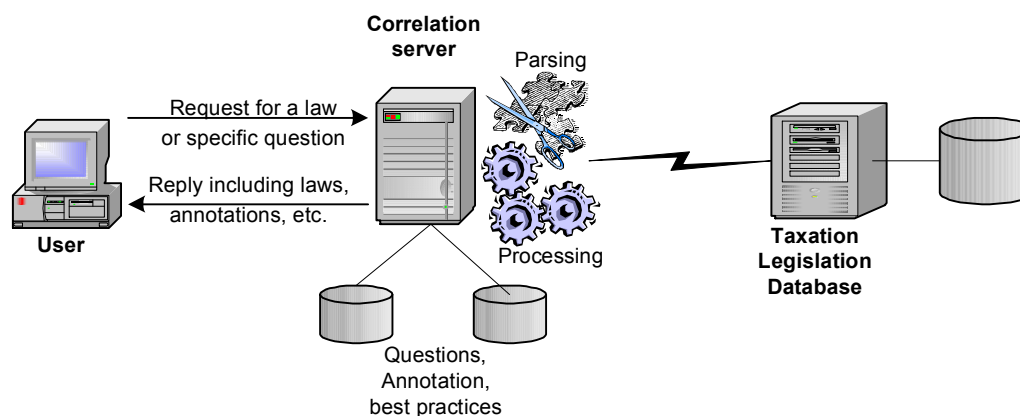 Correlation
server
Parsing
Request for a law
or specific question
Reply including laws,
annotations, etc.
User
Processing
Taxation
Legislation
Database
Questions,
Annotation,
best practices